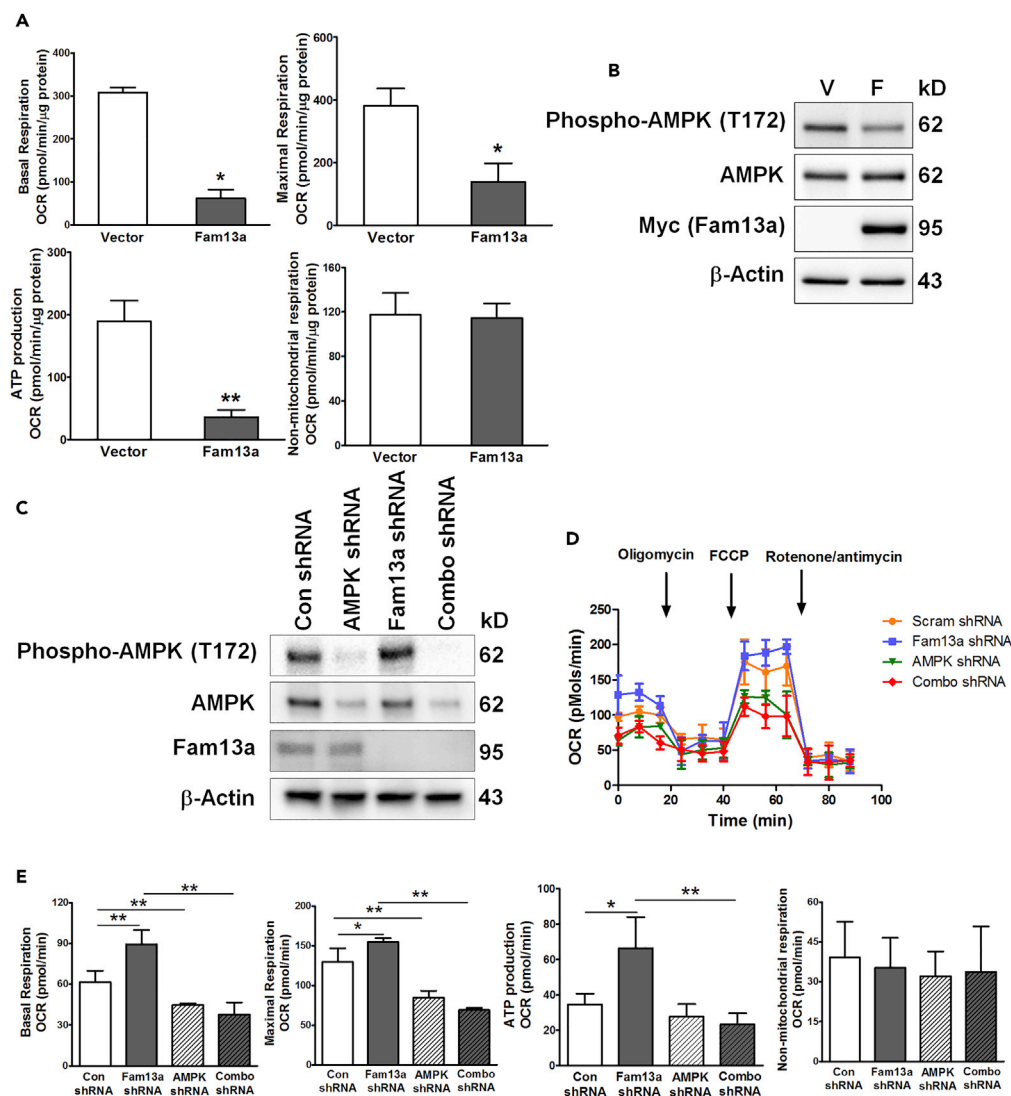 A
Basal Respiration
OCR (pmol/min/µg protein)
400
300
200
100
0
*
Vector
Fam13a
Maximal Respiration
OCR (pmol/min/µg protein)
600
400
200
0
*
Vector
Fam13a
ATP production
OCR (pmol/min/µg protein)
300
200
100
0
**
Vector
Fam13a
Non-mitochondrial respiration
OCR (pmol/min/µg protein)
160
120
80
40
0
Vector
Fam13a
B
V F kD
Phospho-AMPK (T172) 62
AMPK 62
Myc (Fam13a) 95
β-Actin 43
C
Con shRNA
AMPK shRNA
Fam13a shRNA
Combo shRNA
kD
Phospho-AMPK (T172) 62
AMPK 62
Fam13a 95
β-Actin 43
D
Oligomycin FCCP Rotenone/antimycin
OCR (pMols/min)
250
200
150
100
50
0
0 20 40 60 80 100
Time (min)
Scram shRNA
Fam13a shRNA
AMPK shRNA
Combo shRNA
E
Basal Respiration
OCR (pmol/min)
120
90
60
30
0
**
**
**
Con Fam13a AMPK Combo
shRNA shRNA shRNA shRNA
Maximal Respiration
OCR (pmol/min)
200
150
100
50
0
**
**
*
Con Fam13a AMPK Combo
shRNA shRNA shRNA shRNA
ATP production
OCR (pmol/min)
100
80
60
40
20
0
*
**
Con Fam13a AMPK Combo
shRNA shRNA shRNA shRNA
Non-mitochondrial respiration
OCR (pmol/min)
60
45
30
15
0
Con Fam13a AMPK Combo
shRNA shRNA shRNA shRNA